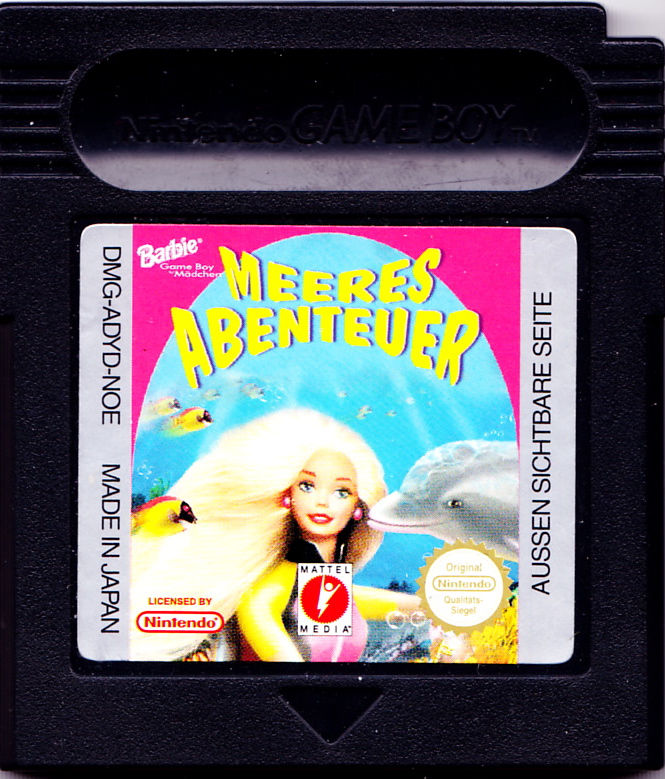 Nintendo GAME BOY TM
Barbie®
Game Boy
für Mädchen
MEERES
ABENTEUER
DMG-ADYD-NOE MADE IN JAPAN
AUSSEN SICHTBARE SEITE
MATTEL
MEDIA
LICENSED BY
Nintendo®
Original
Nintendo
Qualitäts-
Siegel